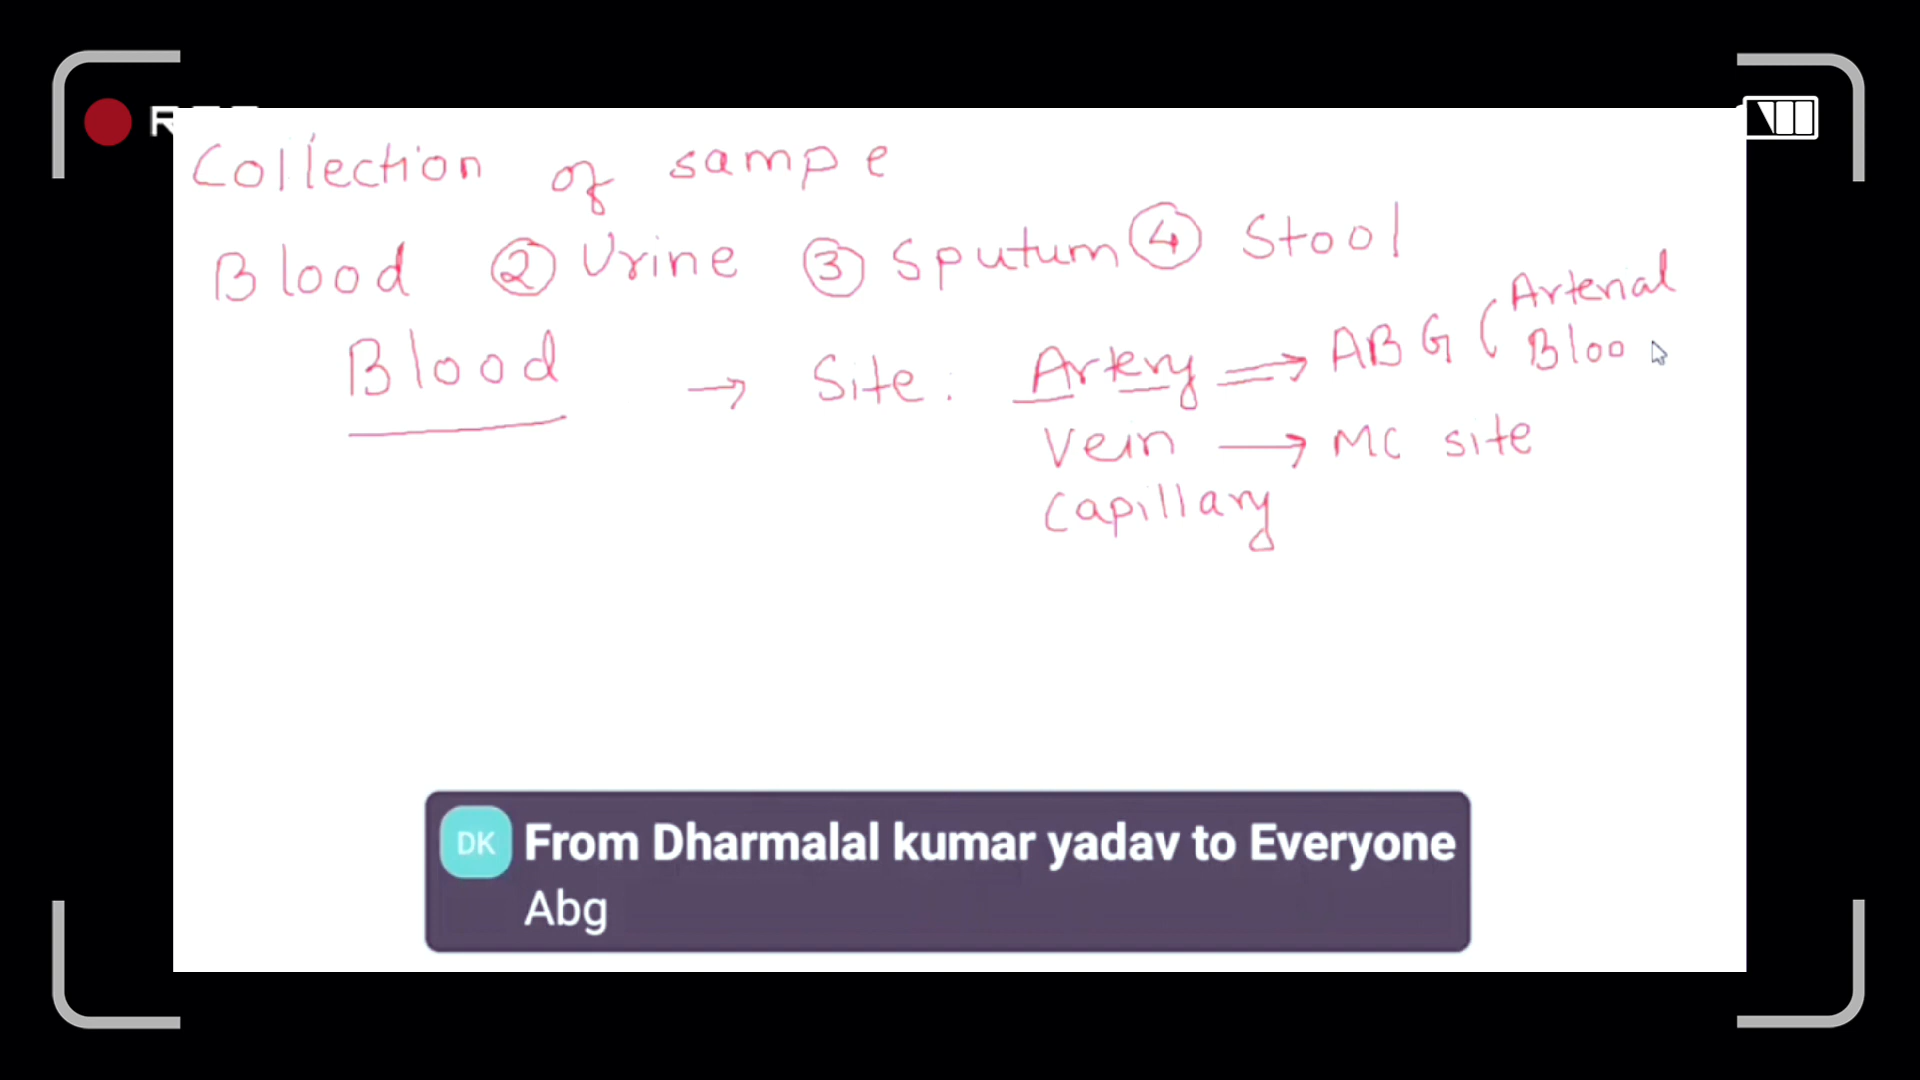 Collection of sampe
Blood ② Urine ③ Sputum ④ Stool
Blood → Site: Artery ⇒ ABG (Arterial
Bloo
Vein → MC site
Capillary
DK From Dharmalal kumar yadav to Everyone
Abg